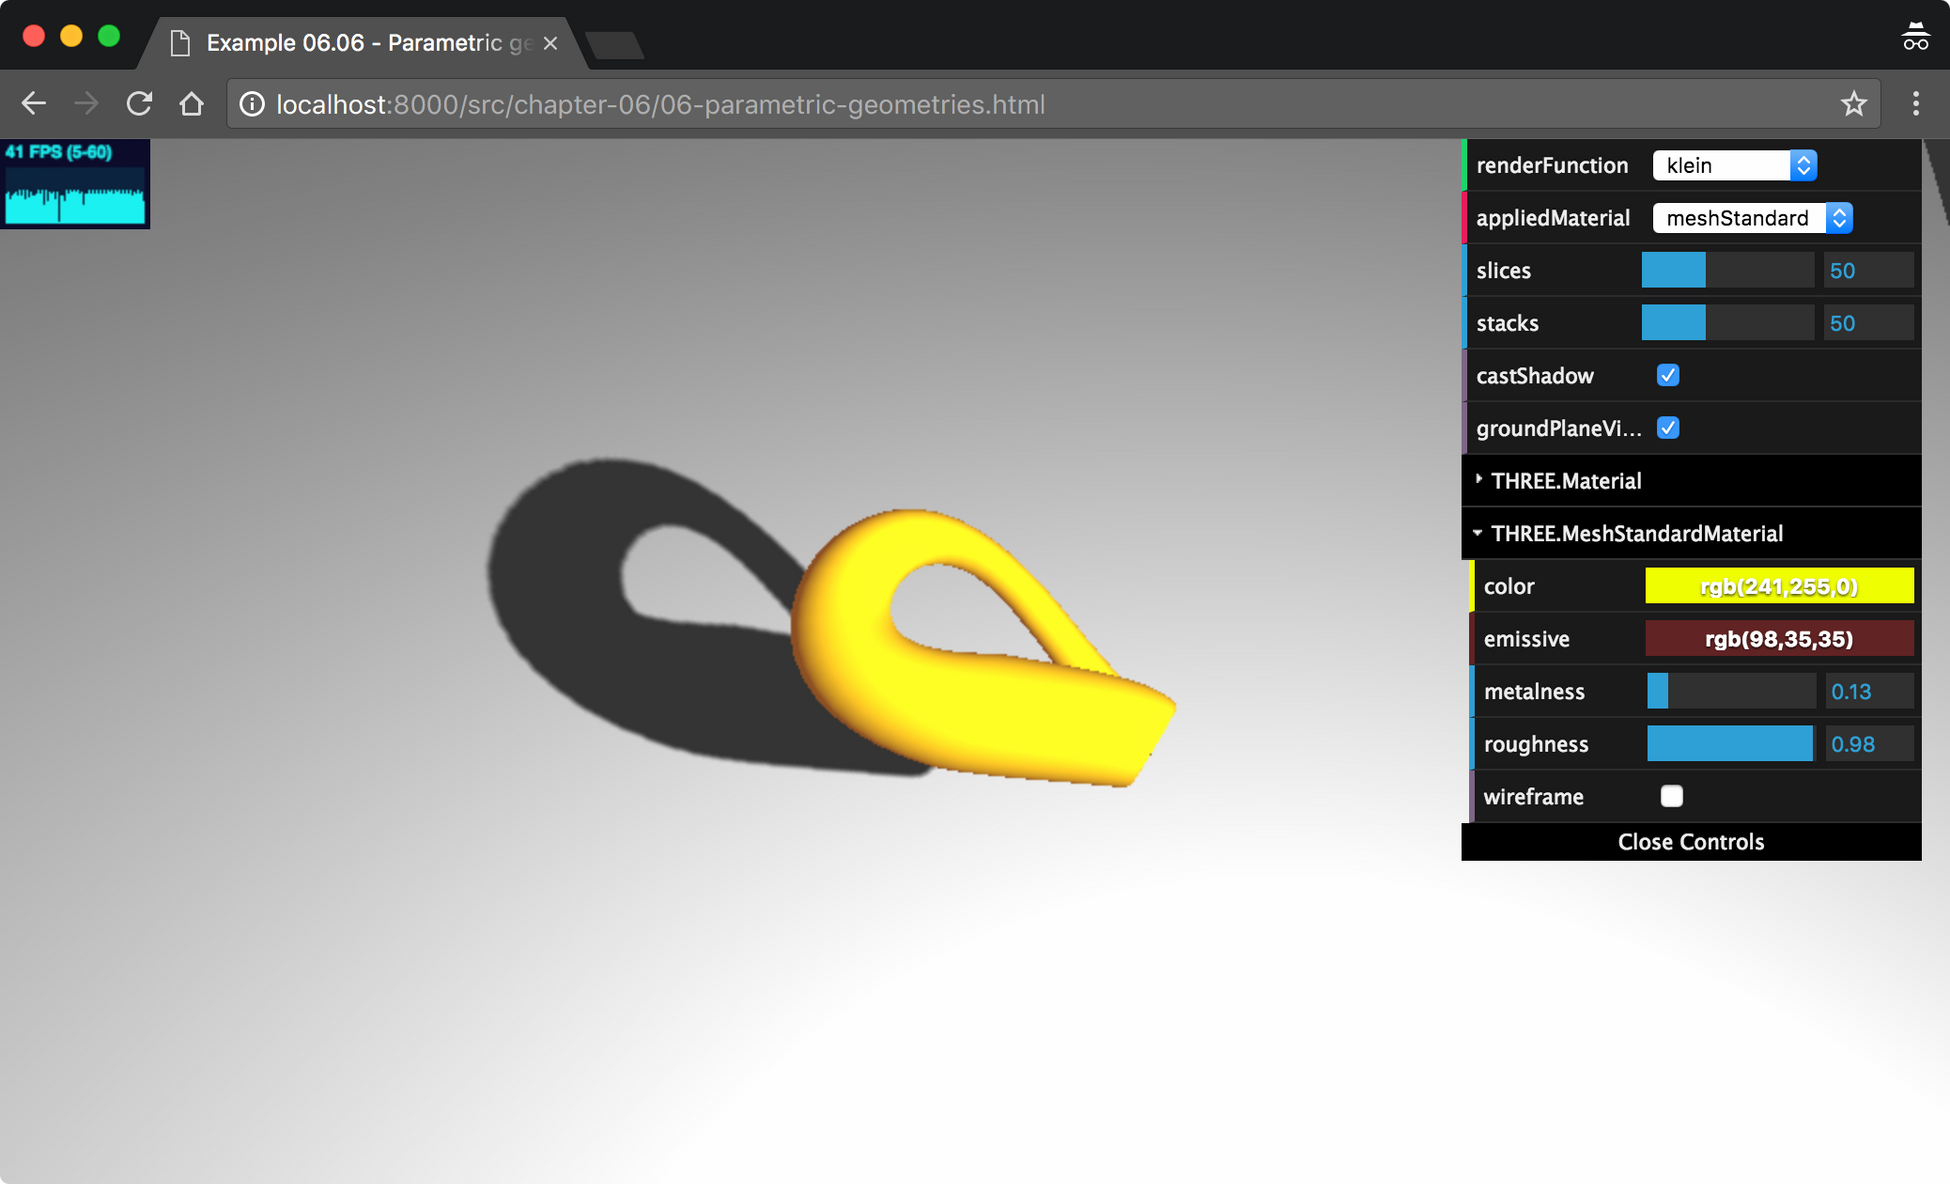 Example 06.06 - Parametric ge
localhost:8000/src/chapter-06/06-parametric-geometries.html
41 FPS (5-60)
renderFunction klein
appliedMaterial meshStandard
slices 50
stacks 50
castShadow
groundPlaneVi...
THREE.Material
THREE.MeshStandardMaterial
color rgb(241,255,0)
emissive rgb(98,35,35)
metalness 0.13
roughness 0.98
wireframe
Close Controls